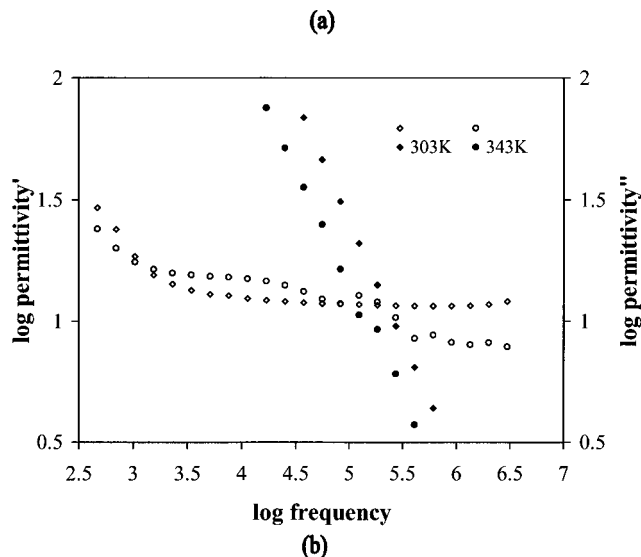 (a)
2
2
303K
343K
1.5
1.5
log permittivity'
log permittivity"
1
1
0.5
0.5
2.5 3 3.5 4 4.5 5 5.5 6 6.5 7
log frequency
(b)